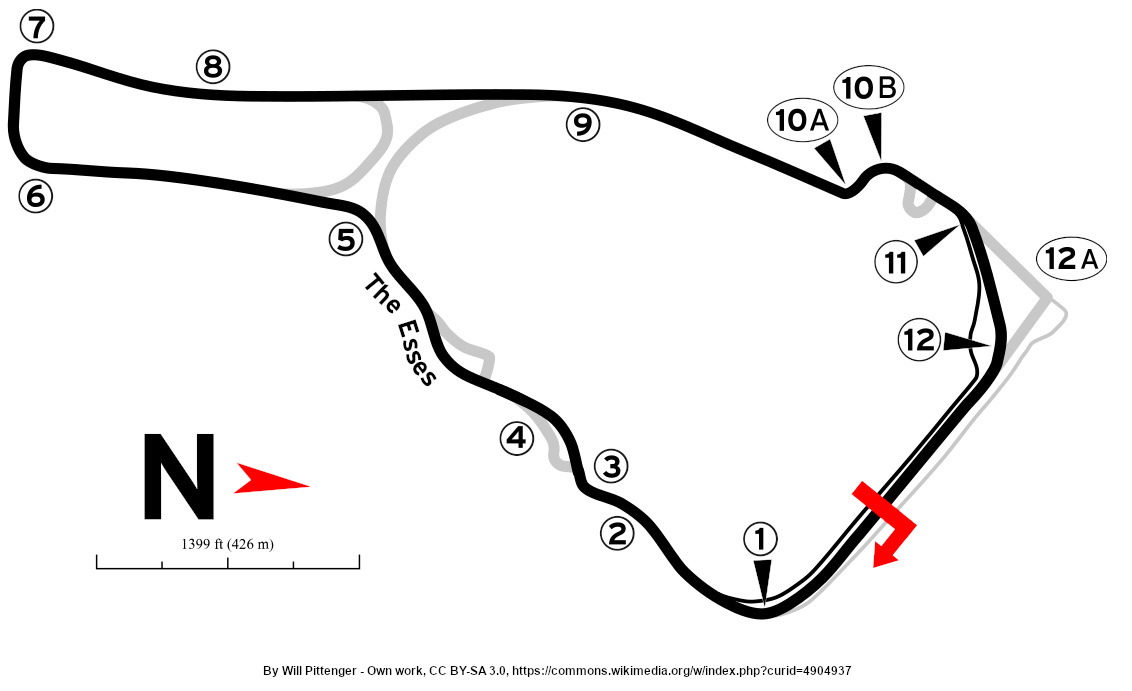 7
8
10B
10A
9
6
5
11
12A
12
The Esses
4
3
2
1
N
1399 ft (426 m)
By Will Pittenger - Own work, CC BY-SA 3.0, https://commons.wikimedia.org/w/index.php?curid=4904937